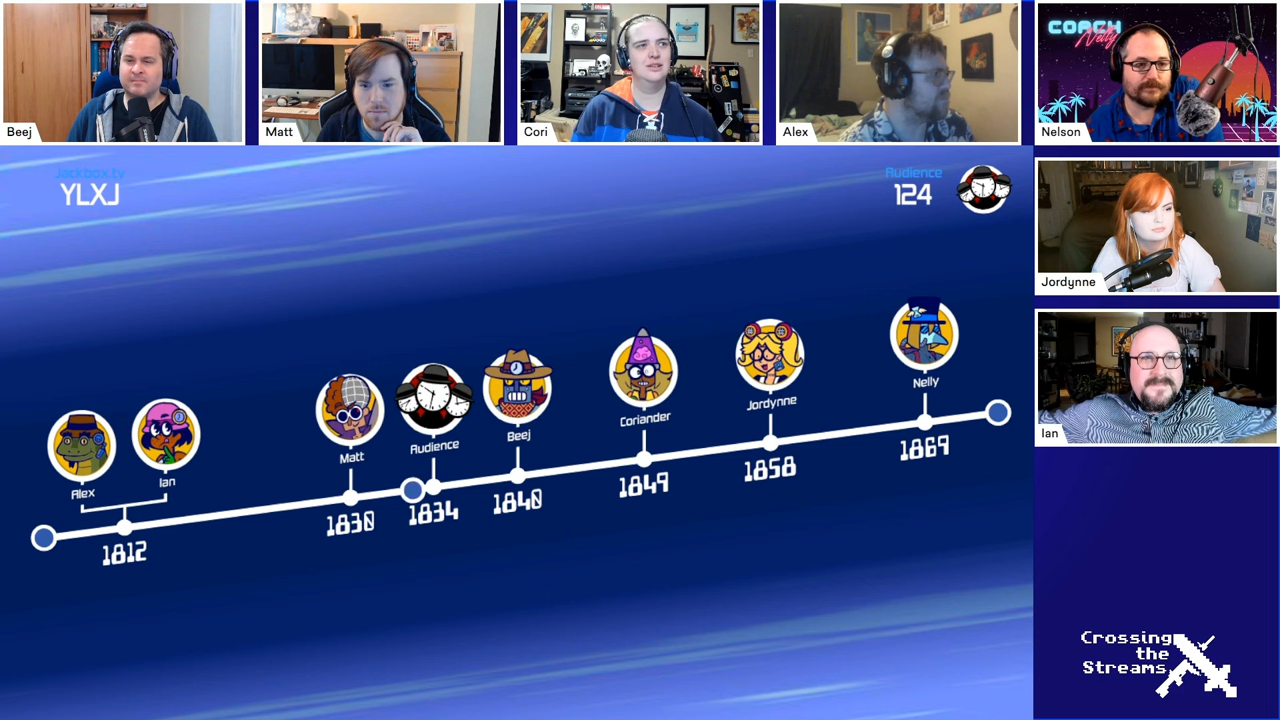 Beej
Matt
Cori
Alex
COACH
Nelly
Nelson
Jackbox.tv
YLXJ
Audience
124
Jordynne
Ian
Alex
Ian
Matt
Audience
Beej
Coriander
Jordynne
Nelly
1812
1830
1834
1840
1849
1858
1869
Crossing
the
Streams